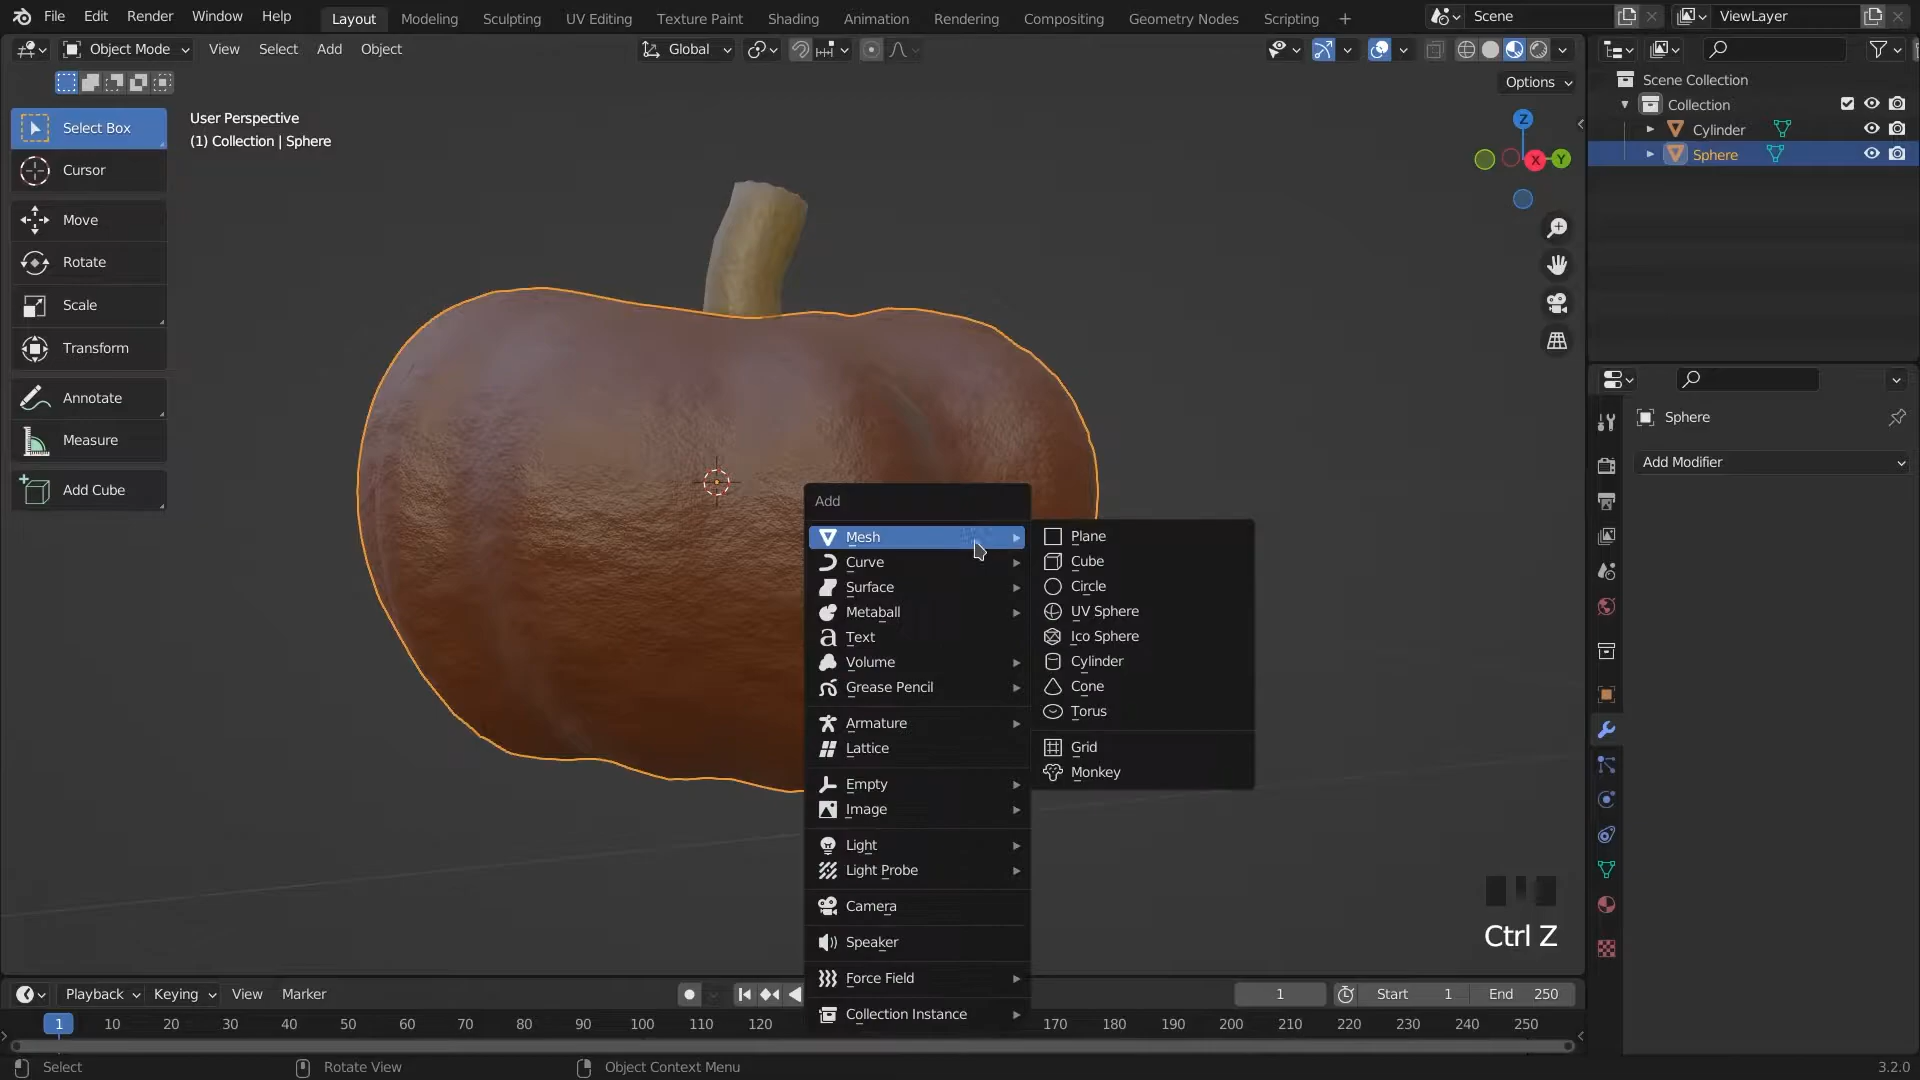 File Edit Render Window Help Layout Modeling Sculpting UV Editing Texture Paint Shading Animation Rendering Compositing Geometry Nodes Scripting + Scene ViewLayer
Object Mode View Select Add Object Global
Options
Select Box
Cursor
Move
Rotate
Scale
Transform
Annotate
Measure
Add Cube
User Perspective
(1) Collection | Sphere
Z
X
Y
Scene Collection
Collection
Cylinder
Sphere
Sphere
Add Modifier
Add
Mesh
Curve
Surface
Metaball
Text
Volume
Grease Pencil
Armature
Lattice
Empty
Image
Light
Light Probe
Camera
Speaker
Force Field
Collection Instance
Plane
Cube
Circle
UV Sphere
Ico Sphere
Cylinder
Cone
Torus
Grid
Monkey
Ctrl Z
Playback Keying View Marker 1 Start 1 End 250
1 10 20 30 40 50 60 70 80 90 100 110 120 170 180 190 200 210 220 230 240 250
Select Rotate View Object Context Menu 3.2.0